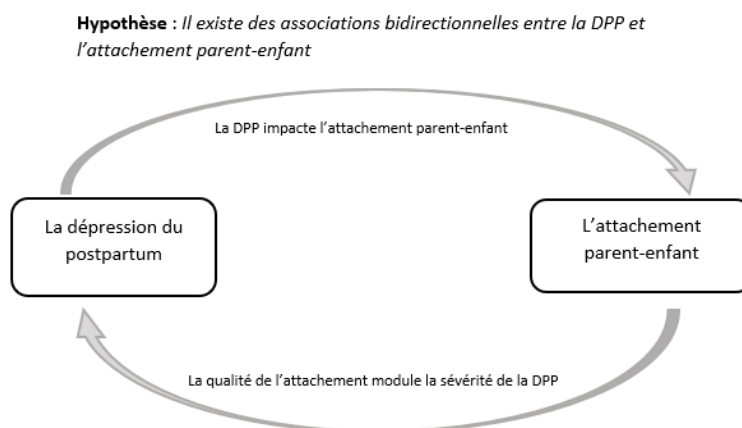 Hypothèse : Il existe des associations bidirectionnelles entre la DPP et
l’attachement parent-enfant
La DPP impacte l’attachement parent-enfant
La dépression du
postpartum
L’attachement
parent-enfant
La qualité de l’attachement module la sévérité de la DPP